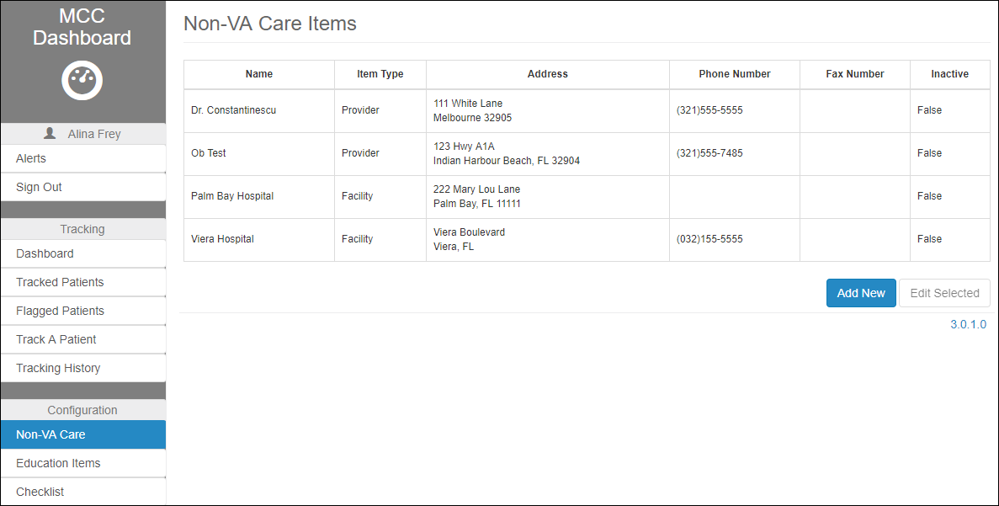 MCC
Dashboard
Alina Frey
Alerts
Sign Out
Tracking
Dashboard
Tracked Patients
Flagged Patients
Track A Patient
Tracking History
Configuration
Non-VA Care
Education Items
Checklist
Non-VA Care Items
Name Item Type Address Phone Number Fax Number Inactive
Dr. Constantinescu Provider 111 White Lane (321)555-5555 False
Melbourne 32905
Ob Test Provider 123 Hwy A1A (321)555-7485 False
Indian Harbour Beach, FL 32904
Palm Bay Hospital Facility 222 Mary Lou Lane False
Palm Bay, FL 11111
Viera Hospital Facility Viera Boulevard (032)155-5555 False
Viera, FL
Add New Edit Selected
3.0.1.0